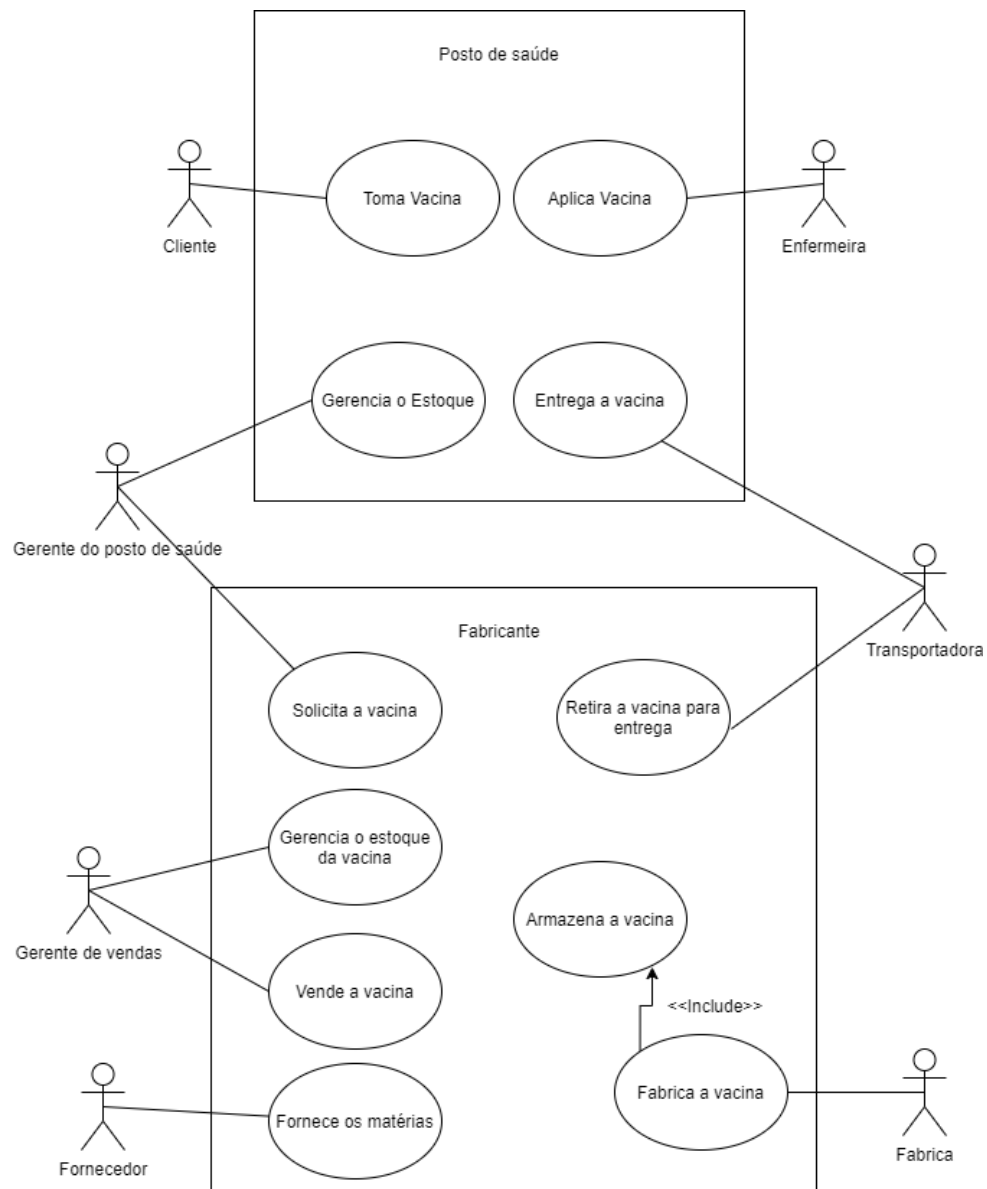 Posto de saúde
Toma Vacina
Aplica Vacina
Cliente
Enfermeira
Gerencia o Estoque
Entrega a vacina
Gerente do posto de saúde
Fabricante
Transportadora
Solicita a vacina
Retira a vacina para
entrega
Gerencia o estoque
da vacina
Armazena a vacina
Gerente de vendas
Vende a vacina
<<Include>>
Fabrica a vacina
Fornece os matérias
Fornecedor
Fabrica